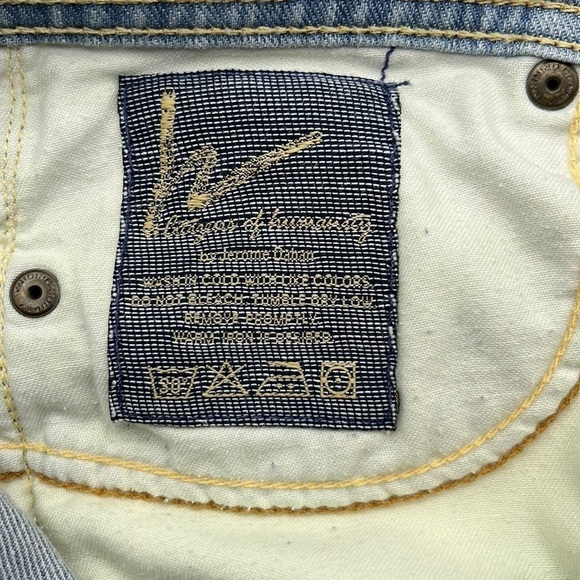 H
citizens of humanity
by Jerome Dahan
WASH IN COLD WITH LIKE COLORS.
DO NOT BLEACH. TUMBLE DRY LOW.
REMOVE PROMPTLY.
WARM IRON IF DESIRED.
30°